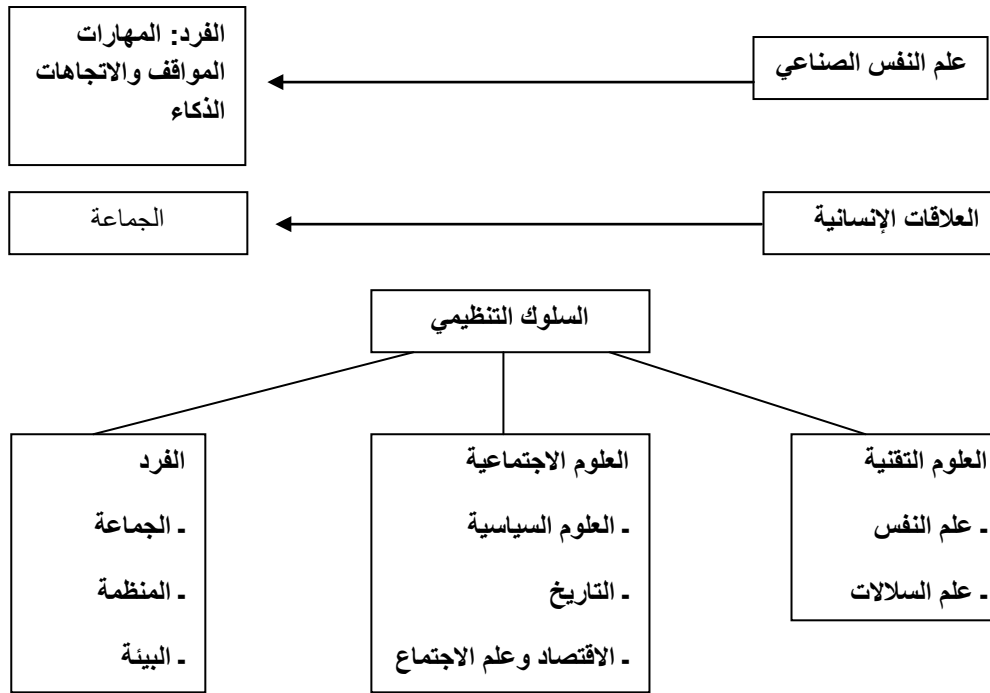 علم النفس الصناعي
الفرد: المهارات
المواقف والاتجاهات
الذكاء
العلاقات الإنسانية
الجماعة
السلوك التنظيمي
العلوم التقنية
- علم النفس
- علم السلالات
العلوم الاجتماعية
- العلوم السياسية
- التاريخ
- الاقتصاد وعلم الاجتماع
الفرد
- الجماعة
- المنظمة
- البيئة